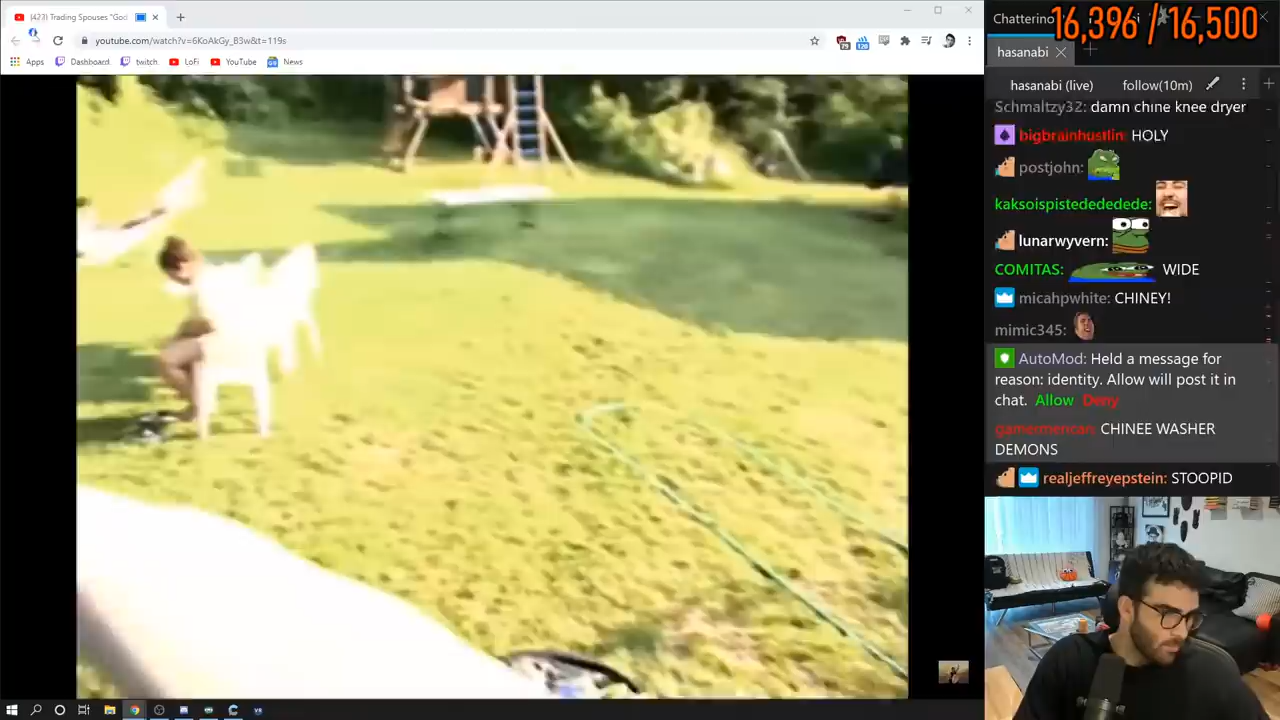 (423) Trading Spouses "God
youtube.com/watch?v=6KoAkGy_B3w&t=119s
Apps Dashboard twitch LoFi YouTube News
79 120
Chatterino
16,396 / 16,500
hasanabi
hasanabi (live) follow(10m)
Schmaltzy32: damn chine knee dryer
bigbrainhustlin: HOLY
postjohn:
kaksoispistedededede:
lunarwyvern:
COMITAS: WIDE
micahpwhite: CHINEY!
mimic345:
AutoMod: Held a message for
reason: identity. Allow will post it in
chat. Allow Deny
gamermencan: CHINEE WASHER
DEMONS
realjeffreyepstein: STOOPID